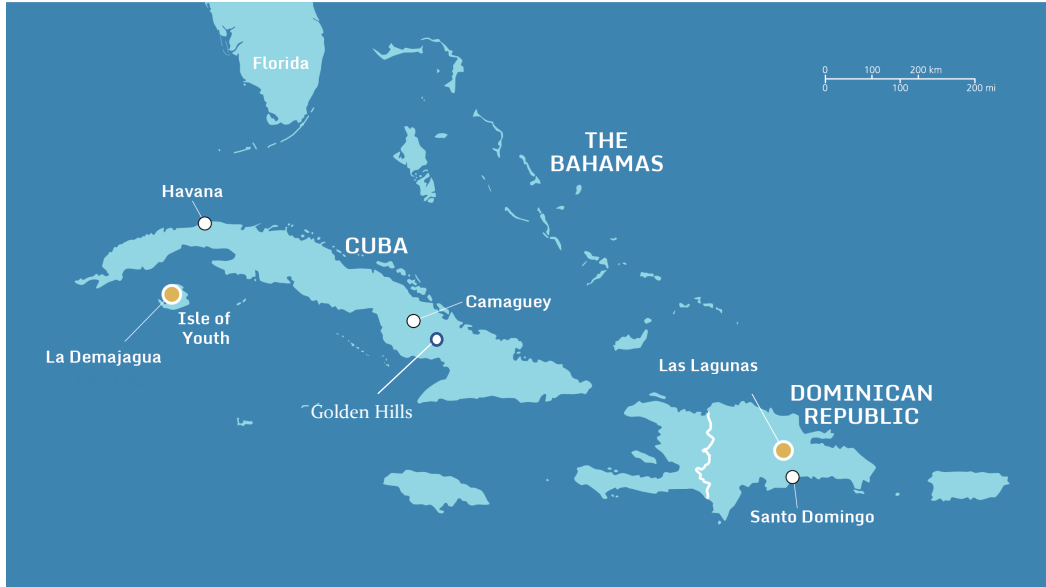 Florida
0 100 200 km
0 100 200 mi
THE
BAHAMAS
Havana
CUBA
Camaguey
Isle of
Youth
La Demajagua
Las Lagunas
DOMINICAN
REPUBLIC
Golden Hills
Santo Domingo